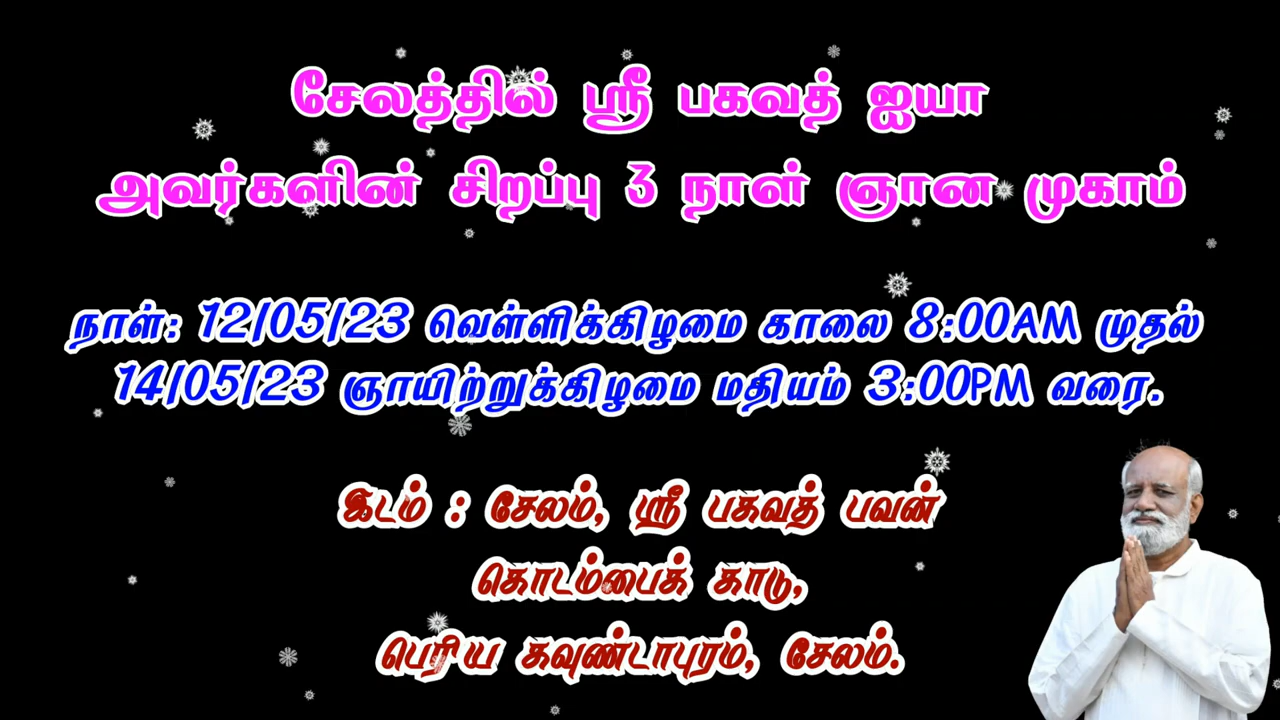 சேலத்தில் ஸ்ரீ பகவத் ஐயா
அவர்களின் சிறப்பு 3 நாள் ஞான முகாம்
நாள்: 12/05/23 வெள்ளிக்கிழமை காலை 8:00AM முதல்
14/05/23 ஞாயிற்றுக்கிழமை மதியம் 3:00PM வரை.
இடம் : சேலம், ஸ்ரீ பகவத் பவன்
கொடம்பைக் காடு,
பெரிய கவுண்டாபுரம், சேலம்.